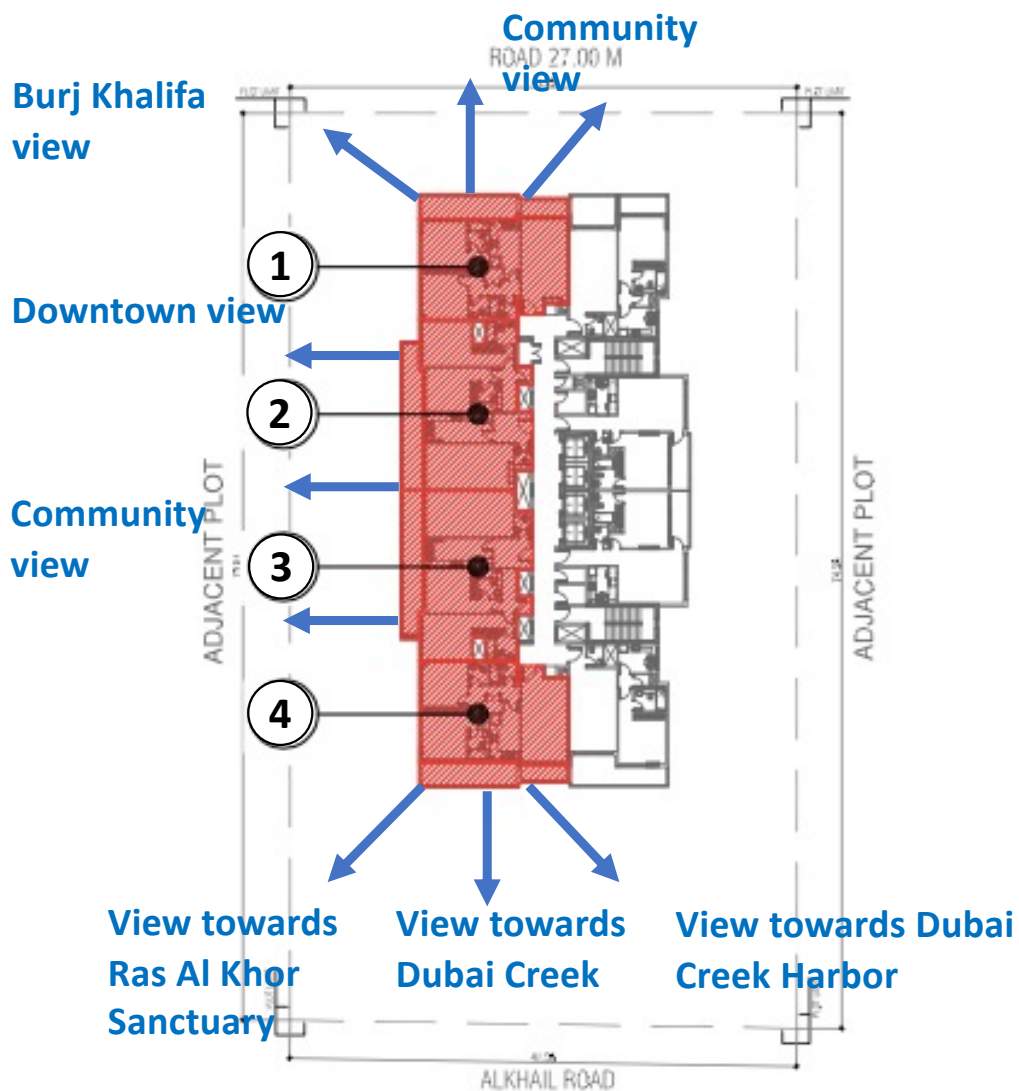 Community
ROAD 27.00 M
view
Burj Khalifa
view
1
Downtown view
2
Community
view
ADJACENT PLOT
ADJACENT PLOT
3
4
View towards
Ras Al Khor
Sanctuary
View towards
Dubai Creek
View towards Dubai
Creek Harbor
ALKHAIL ROAD